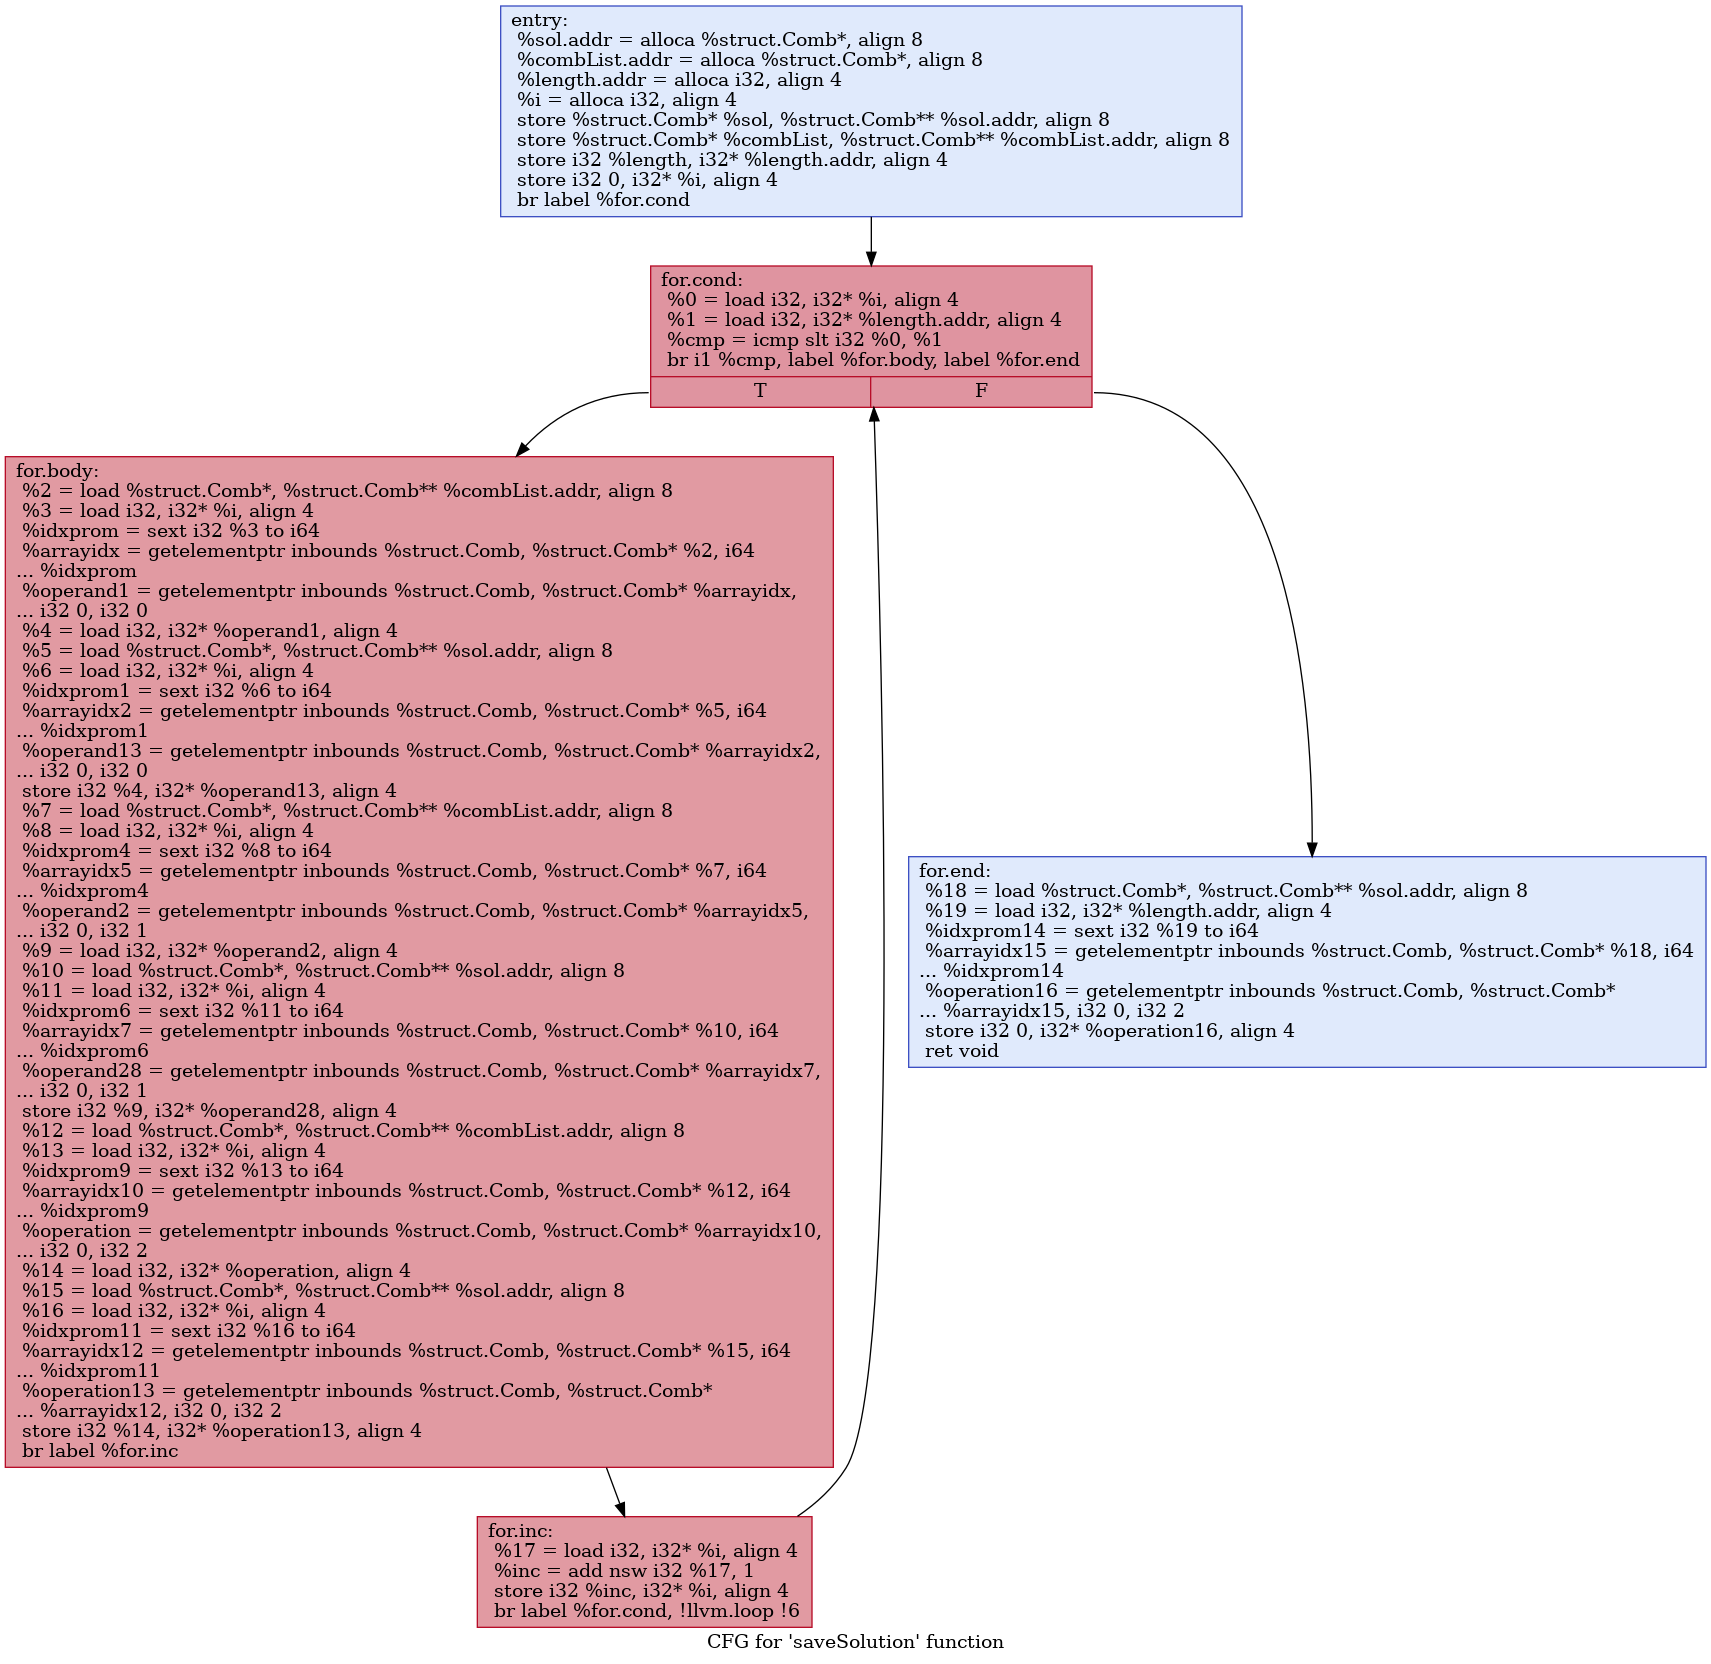 entry:
%sol.addr = alloca %struct.Comb*, align 8
%combList.addr = alloca %struct.Comb*, align 8
%length.addr = alloca i32, align 4
%i = alloca i32, align 4
store %struct.Comb* %sol, %struct.Comb** %sol.addr, align 8
store %struct.Comb* %combList, %struct.Comb** %combList.addr, align 8
store i32 %length, i32* %length.addr, align 4
store i32 0, i32* %i, align 4
br label %for.cond
for.cond:
%0 = load i32, i32* %i, align 4
%1 = load i32, i32* %length.addr, align 4
%cmp = icmp slt i32 %0, %1
br i1 %cmp, label %for.body, label %for.end
T
F
for.body:
%2 = load %struct.Comb*, %struct.Comb** %combList.addr, align 8
%3 = load i32, i32* %i, align 4
%idxprom = sext i32 %3 to i64
%arrayidx = getelementptr inbounds %struct.Comb, %struct.Comb* %2, i64
... %idxprom
%operand1 = getelementptr inbounds %struct.Comb, %struct.Comb* %arrayidx,
... i32 0, i32 0
%4 = load i32, i32* %operand1, align 4
%5 = load %struct.Comb*, %struct.Comb** %sol.addr, align 8
%6 = load i32, i32* %i, align 4
%idxprom1 = sext i32 %6 to i64
%arrayidx2 = getelementptr inbounds %struct.Comb, %struct.Comb* %5, i64
... %idxprom1
%operand13 = getelementptr inbounds %struct.Comb, %struct.Comb* %arrayidx2,
... i32 0, i32 0
store i32 %4, i32* %operand13, align 4
%7 = load %struct.Comb*, %struct.Comb** %combList.addr, align 8
%8 = load i32, i32* %i, align 4
%idxprom4 = sext i32 %8 to i64
%arrayidx5 = getelementptr inbounds %struct.Comb, %struct.Comb* %7, i64
... %idxprom4
%operand2 = getelementptr inbounds %struct.Comb, %struct.Comb* %arrayidx5,
... i32 0, i32 1
%9 = load i32, i32* %operand2, align 4
%10 = load %struct.Comb*, %struct.Comb** %sol.addr, align 8
%11 = load i32, i32* %i, align 4
%idxprom6 = sext i32 %11 to i64
%arrayidx7 = getelementptr inbounds %struct.Comb, %struct.Comb* %10, i64
... %idxprom6
%operand28 = getelementptr inbounds %struct.Comb, %struct.Comb* %arrayidx7,
... i32 0, i32 1
store i32 %9, i32* %operand28, align 4
%12 = load %struct.Comb*, %struct.Comb** %combList.addr, align 8
%13 = load i32, i32* %i, align 4
%idxprom9 = sext i32 %13 to i64
%arrayidx10 = getelementptr inbounds %struct.Comb, %struct.Comb* %12, i64
... %idxprom9
%operation = getelementptr inbounds %struct.Comb, %struct.Comb* %arrayidx10,
... i32 0, i32 2
%14 = load i32, i32* %operation, align 4
%15 = load %struct.Comb*, %struct.Comb** %sol.addr, align 8
%16 = load i32, i32* %i, align 4
%idxprom11 = sext i32 %16 to i64
%arrayidx12 = getelementptr inbounds %struct.Comb, %struct.Comb* %15, i64
... %idxprom11
%operation13 = getelementptr inbounds %struct.Comb, %struct.Comb*
... %arrayidx12, i32 0, i32 2
store i32 %14, i32* %operation13, align 4
br label %for.inc
for.end:
%18 = load %struct.Comb*, %struct.Comb** %sol.addr, align 8
%19 = load i32, i32* %length.addr, align 4
%idxprom14 = sext i32 %19 to i64
%arrayidx15 = getelementptr inbounds %struct.Comb, %struct.Comb* %18, i64
... %idxprom14
%operation16 = getelementptr inbounds %struct.Comb, %struct.Comb*
... %arrayidx15, i32 0, i32 2
store i32 0, i32* %operation16, align 4
ret void
for.inc:
%17 = load i32, i32* %i, align 4
%inc = add nsw i32 %17, 1
store i32 %inc, i32* %i, align 4
br label %for.cond, !llvm.loop !6
CFG for 'saveSolution' function